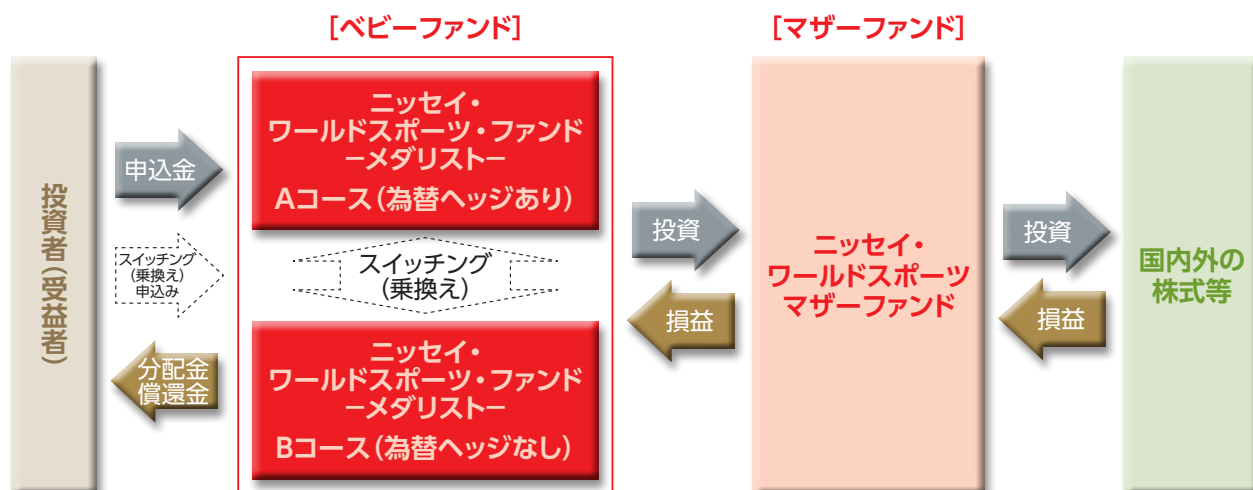 [ベビーファンド]
[マザーファンド]
投資者(受益者)
申込金
スイッチング
(乗換え)
申込み
分配金
償還金
ニッセイ・
ワールドスポーツ・ファンド
−メダリスト−
Aコース(為替ヘッジあり)
スイッチング
(乗換え)
ニッセイ・
ワールドスポーツ・ファンド
−メダリスト−
Bコース(為替ヘッジなし)
投資
損益
ニッセイ・
ワールドスポーツ
マザーファンド
投資
損益
国内外の
株式等